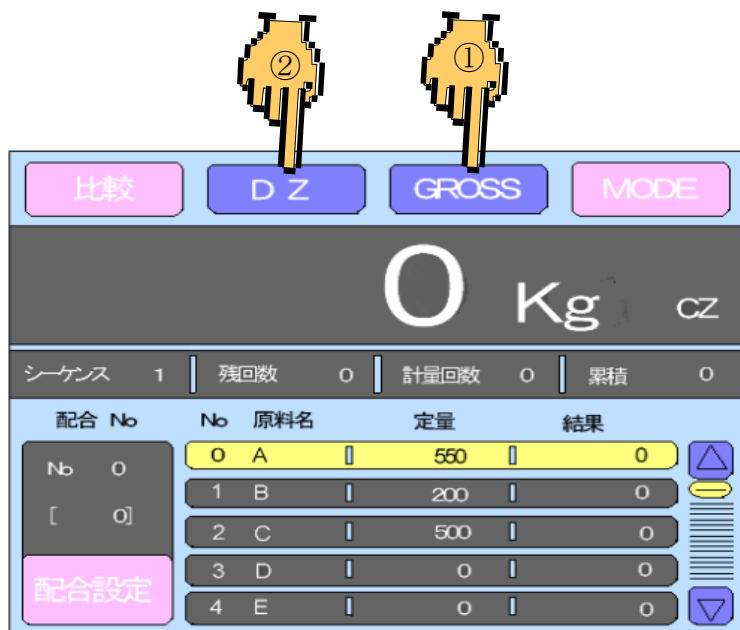 ② ①
比較 D Z GROSS MODE
0 Kg CZ
シーケンス 1 残回数 0 計量回数 0 累積 0
配合 No No 原料名 定量 結果
0 A 550 0
No 0
1 B 200 0
[ 0]
2 C 500 0
3 D 0 0
配合設定
4 E 0 0